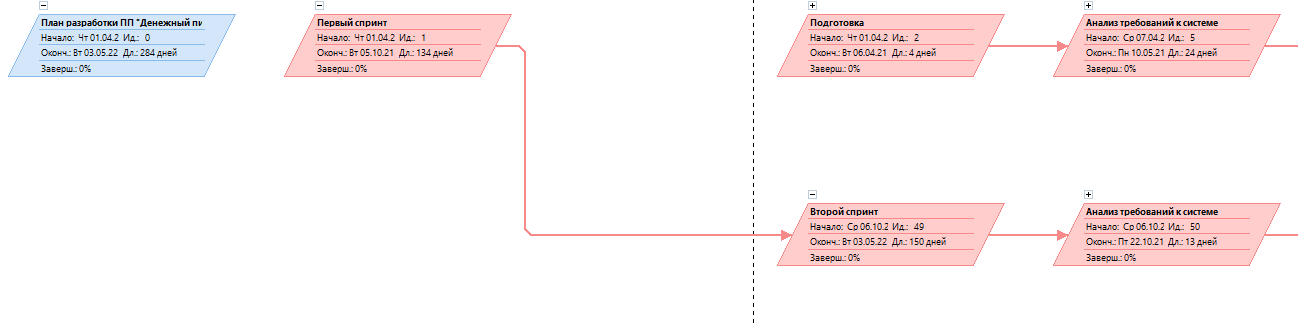 План разработки ПП "Денежный пи
Начало: Чт 01.04.2 Ид.: 0
Оконч.: Вт 03.05.22 Дл.: 284 дней
Заверш.: 0%
Первый спринт
Начало: Чт 01.04.2 Ид.: 1
Оконч.: Вт 05.10.21 Дл.: 134 дней
Заверш.: 0%
Подготовка
Начало: Чт 01.04.2 Ид.: 2
Оконч.: Вт 06.04.21 Дл.: 4 дней
Заверш.: 0%
Анализ требований к системе
Начало: Ср 07.04.2 Ид.: 5
Оконч.: Пн 10.05.21 Дл.: 24 дней
Заверш.: 0%
Второй спринт
Начало: Ср 06.10.2 Ид.: 49
Оконч.: Вт 03.05.22 Дл.: 150 дней
Заверш.: 0%
Анализ требований к системе
Начало: Ср 06.10.2 Ид.: 50
Оконч.: Пт 22.10.21 Дл.: 13 дней
Заверш.: 0%